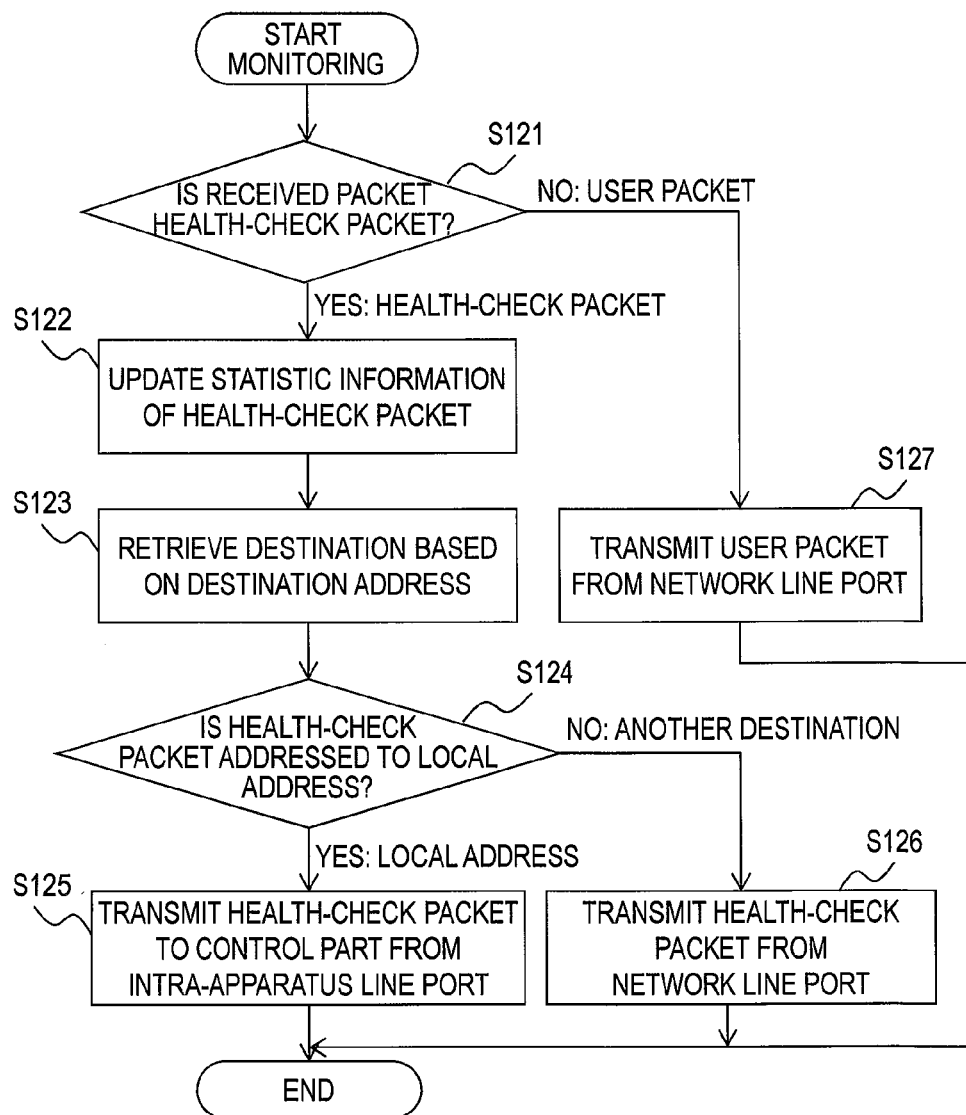 START
MONITORING
S121
IS RECEIVED PACKET
HEALTH-CHECK PACKET?
NO: USER PACKET
YES: HEALTH-CHECK PACKET
S122
UPDATE STATISTIC INFORMATION
OF HEALTH-CHECK PACKET
S123
RETRIEVE DESTINATION BASED
ON DESTINATION ADDRESS
S127
TRANSMIT USER PACKET
FROM NETWORK LINE PORT
S124
IS HEALTH-CHECK
PACKET ADDRESSED TO LOCAL
ADDRESS?
NO: ANOTHER DESTINATION
YES: LOCAL ADDRESS
S125
TRANSMIT HEALTH-CHECK PACKET
TO CONTROL PART FROM
INTRA-APPARATUS LINE PORT
S126
TRANSMIT HEALTH-CHECK
PACKET FROM
NETWORK LINE PORT
END